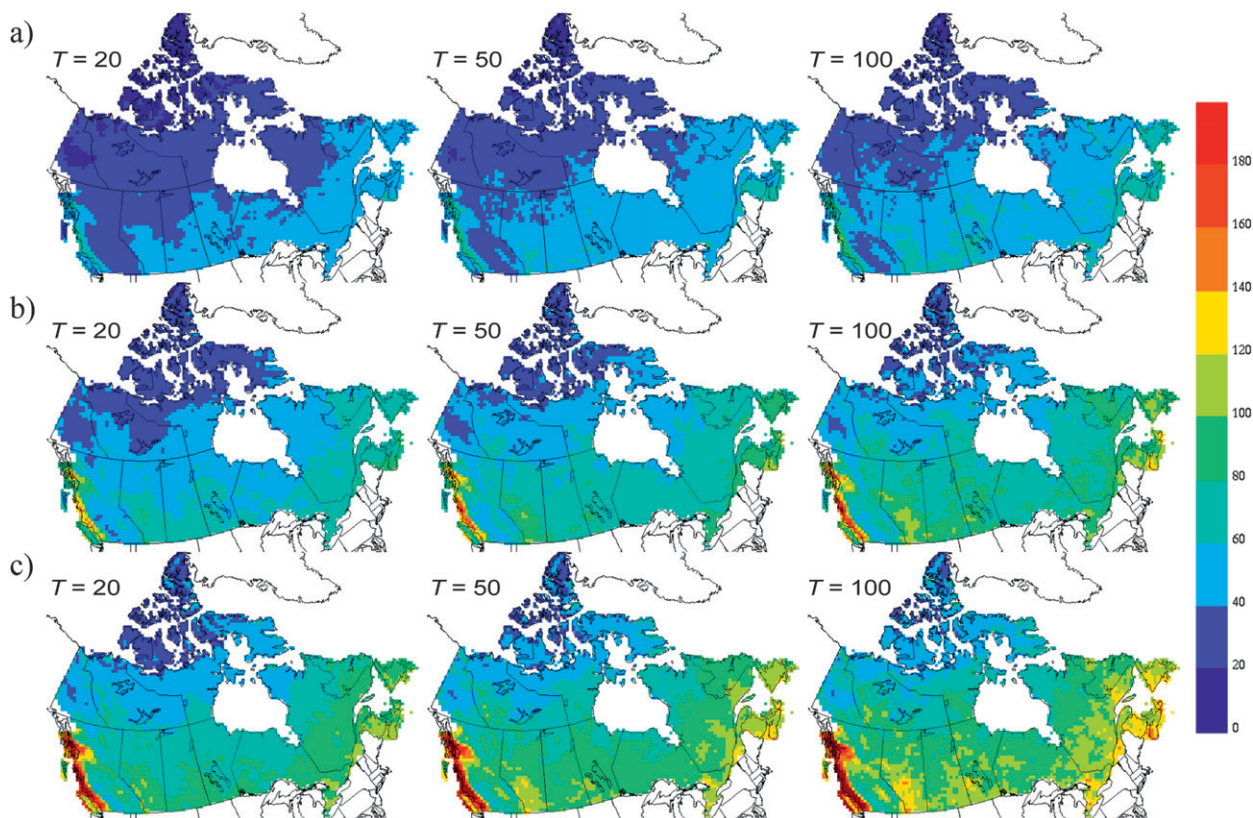 a)
T = 20
T = 50
T = 100
b)
T = 20
T = 50
T = 100
c)
T = 20
T = 50
T = 100
180
160
140
120
100
80
60
40
20
0